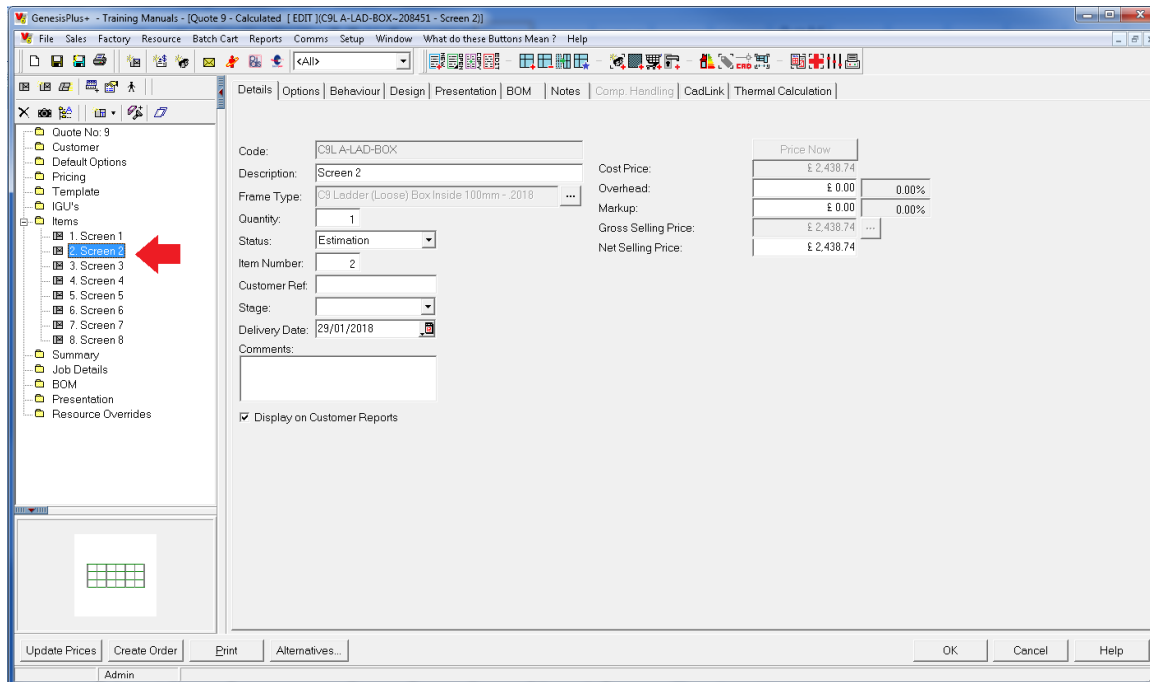 GenesisPlus+ - Training Manuals - [Quote 9 - Calculated [ EDIT ](C9L A-LAD-BOX~208451 - Screen 2)]
File Sales Factory Resource Batch Cart Reports Comms Setup Window What do these Buttons Mean ? Help
<All>
CAD
Details Options Behaviour Design Presentation BOM Notes Comp. Handling CadLink Thermal Calculation
Quote No: 9
Customer
Default Options
Pricing
Template
IGU's
Items
1. Screen 1
2. Screen 2
3. Screen 3
4. Screen 4
5. Screen 5
6. Screen 6
7. Screen 7
8. Screen 8
Summary
Job Details
BOM
Presentation
Resource Overrides
Code: C9L A-LAD-BOX
Description: Screen 2
Frame Type: C9 Ladder (Loose) Box Inside 100mm - 2018 ...
Quantity: 1
Status: Estimation
Item Number: 2
Customer Ref:
Stage:
Delivery Date: 29/01/2018
Comments:
Display on Customer Reports
Price Now
Cost Price: £ 2,438.74
Overhead: £ 0.00 0.00%
Markup: £ 0.00 0.00%
Gross Selling Price: £ 2,438.74 ...
Net Selling Price: £ 2,438.74
Update Prices Create Order Print Alternatives... OK Cancel Help
Admin